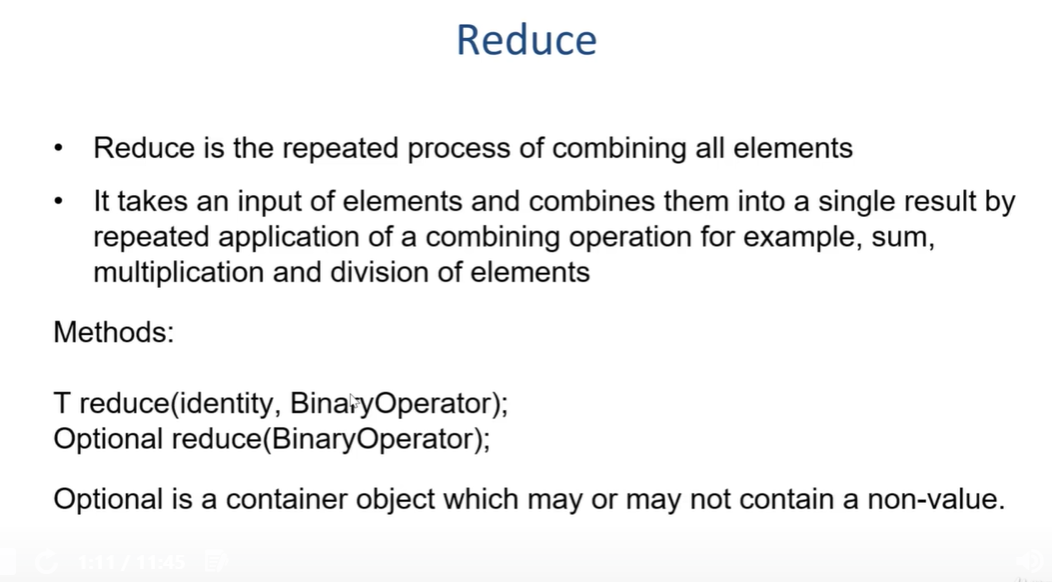 Reduce
• Reduce is the repeated process of combining all elements
• It takes an input of elements and combines them into a single result by
repeated application of a combining operation for example, sum,
multiplication and division of elements
Methods:
T reduce(identity, BinaryOperator);
Optional reduce(BinaryOperator);
Optional is a container object which may or may not contain a non-value.
1:11 / 11:45